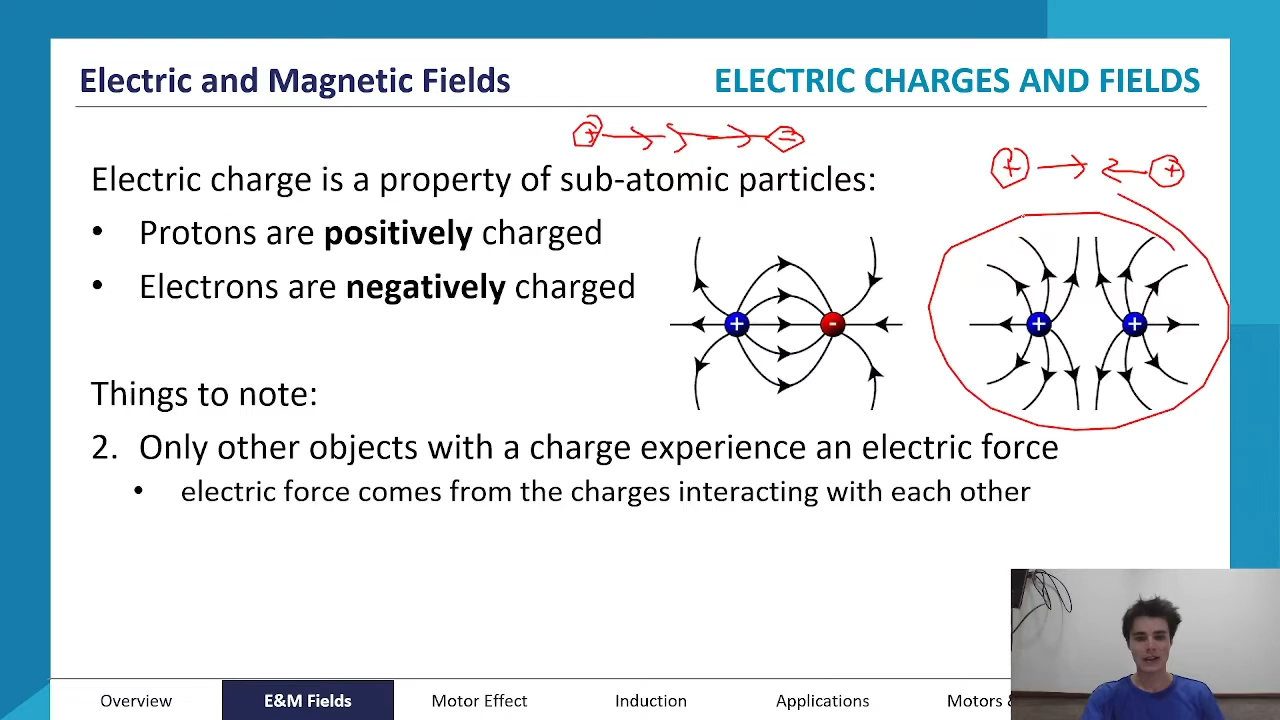 Electric and Magnetic Fields
ELECTRIC CHARGES AND FIELDS
+
-
+
+
Electric charge is a property of sub-atomic particles:
• Protons are positively charged
• Electrons are negatively charged
+
-
+
+
Things to note:
2. Only other objects with a charge experience an electric force
• electric force comes from the charges interacting with each other
Overview
E&M Fields
Motor Effect
Induction
Applications
Motors